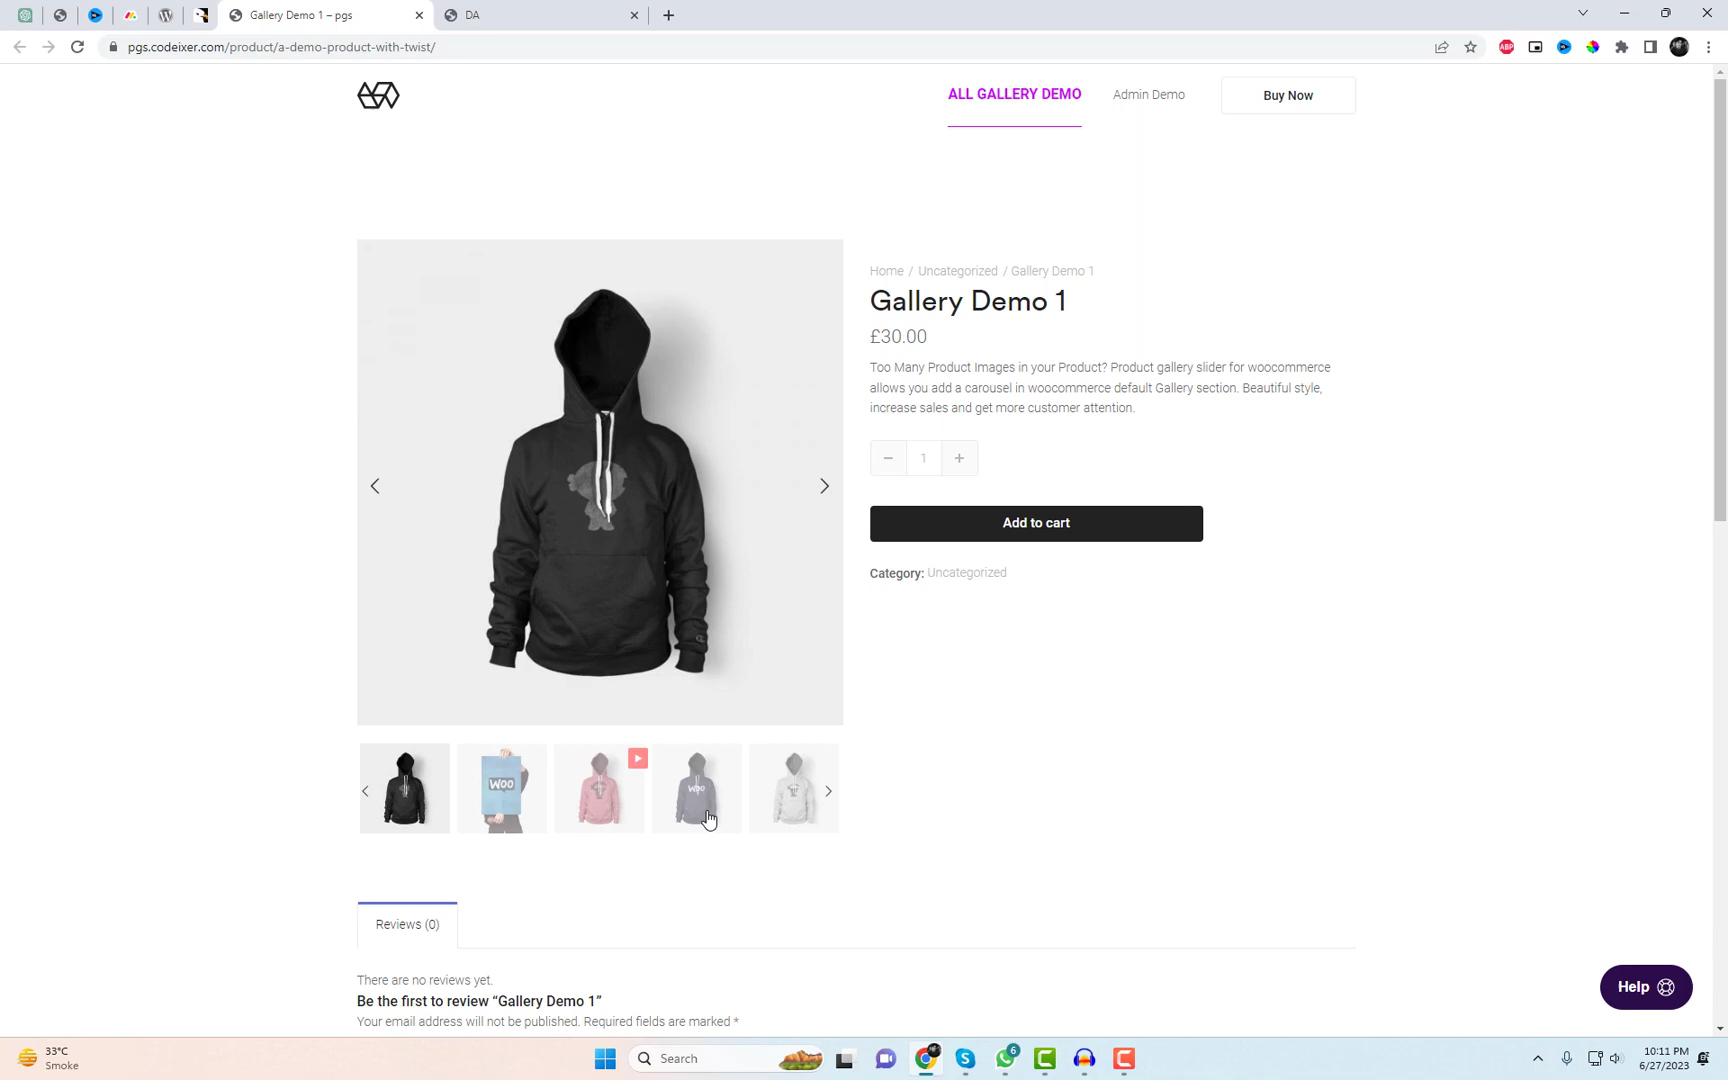 Gallery Demo 1 – pgs
DA
pgs.codeixer.com/product/a-demo-product-with-twist/
ABP
ALL GALLERY DEMO
Admin Demo
Buy Now
Home / Uncategorized / Gallery Demo 1
Gallery Demo 1
£30.00
Too Many Product Images in your Product? Product gallery slider for woocommerce
allows you add a carousel in woocommerce default Gallery section. Beautiful style,
increase sales and get more customer attention.
− 1 +
Add to cart
Category: Uncategorized
WOO
WOO
Reviews (0)
There are no reviews yet.
Be the first to review “Gallery Demo 1”
Your email address will not be published. Required fields are marked *
Help
33°C
Smoke
Search
6
10:11 PM
6/27/2023